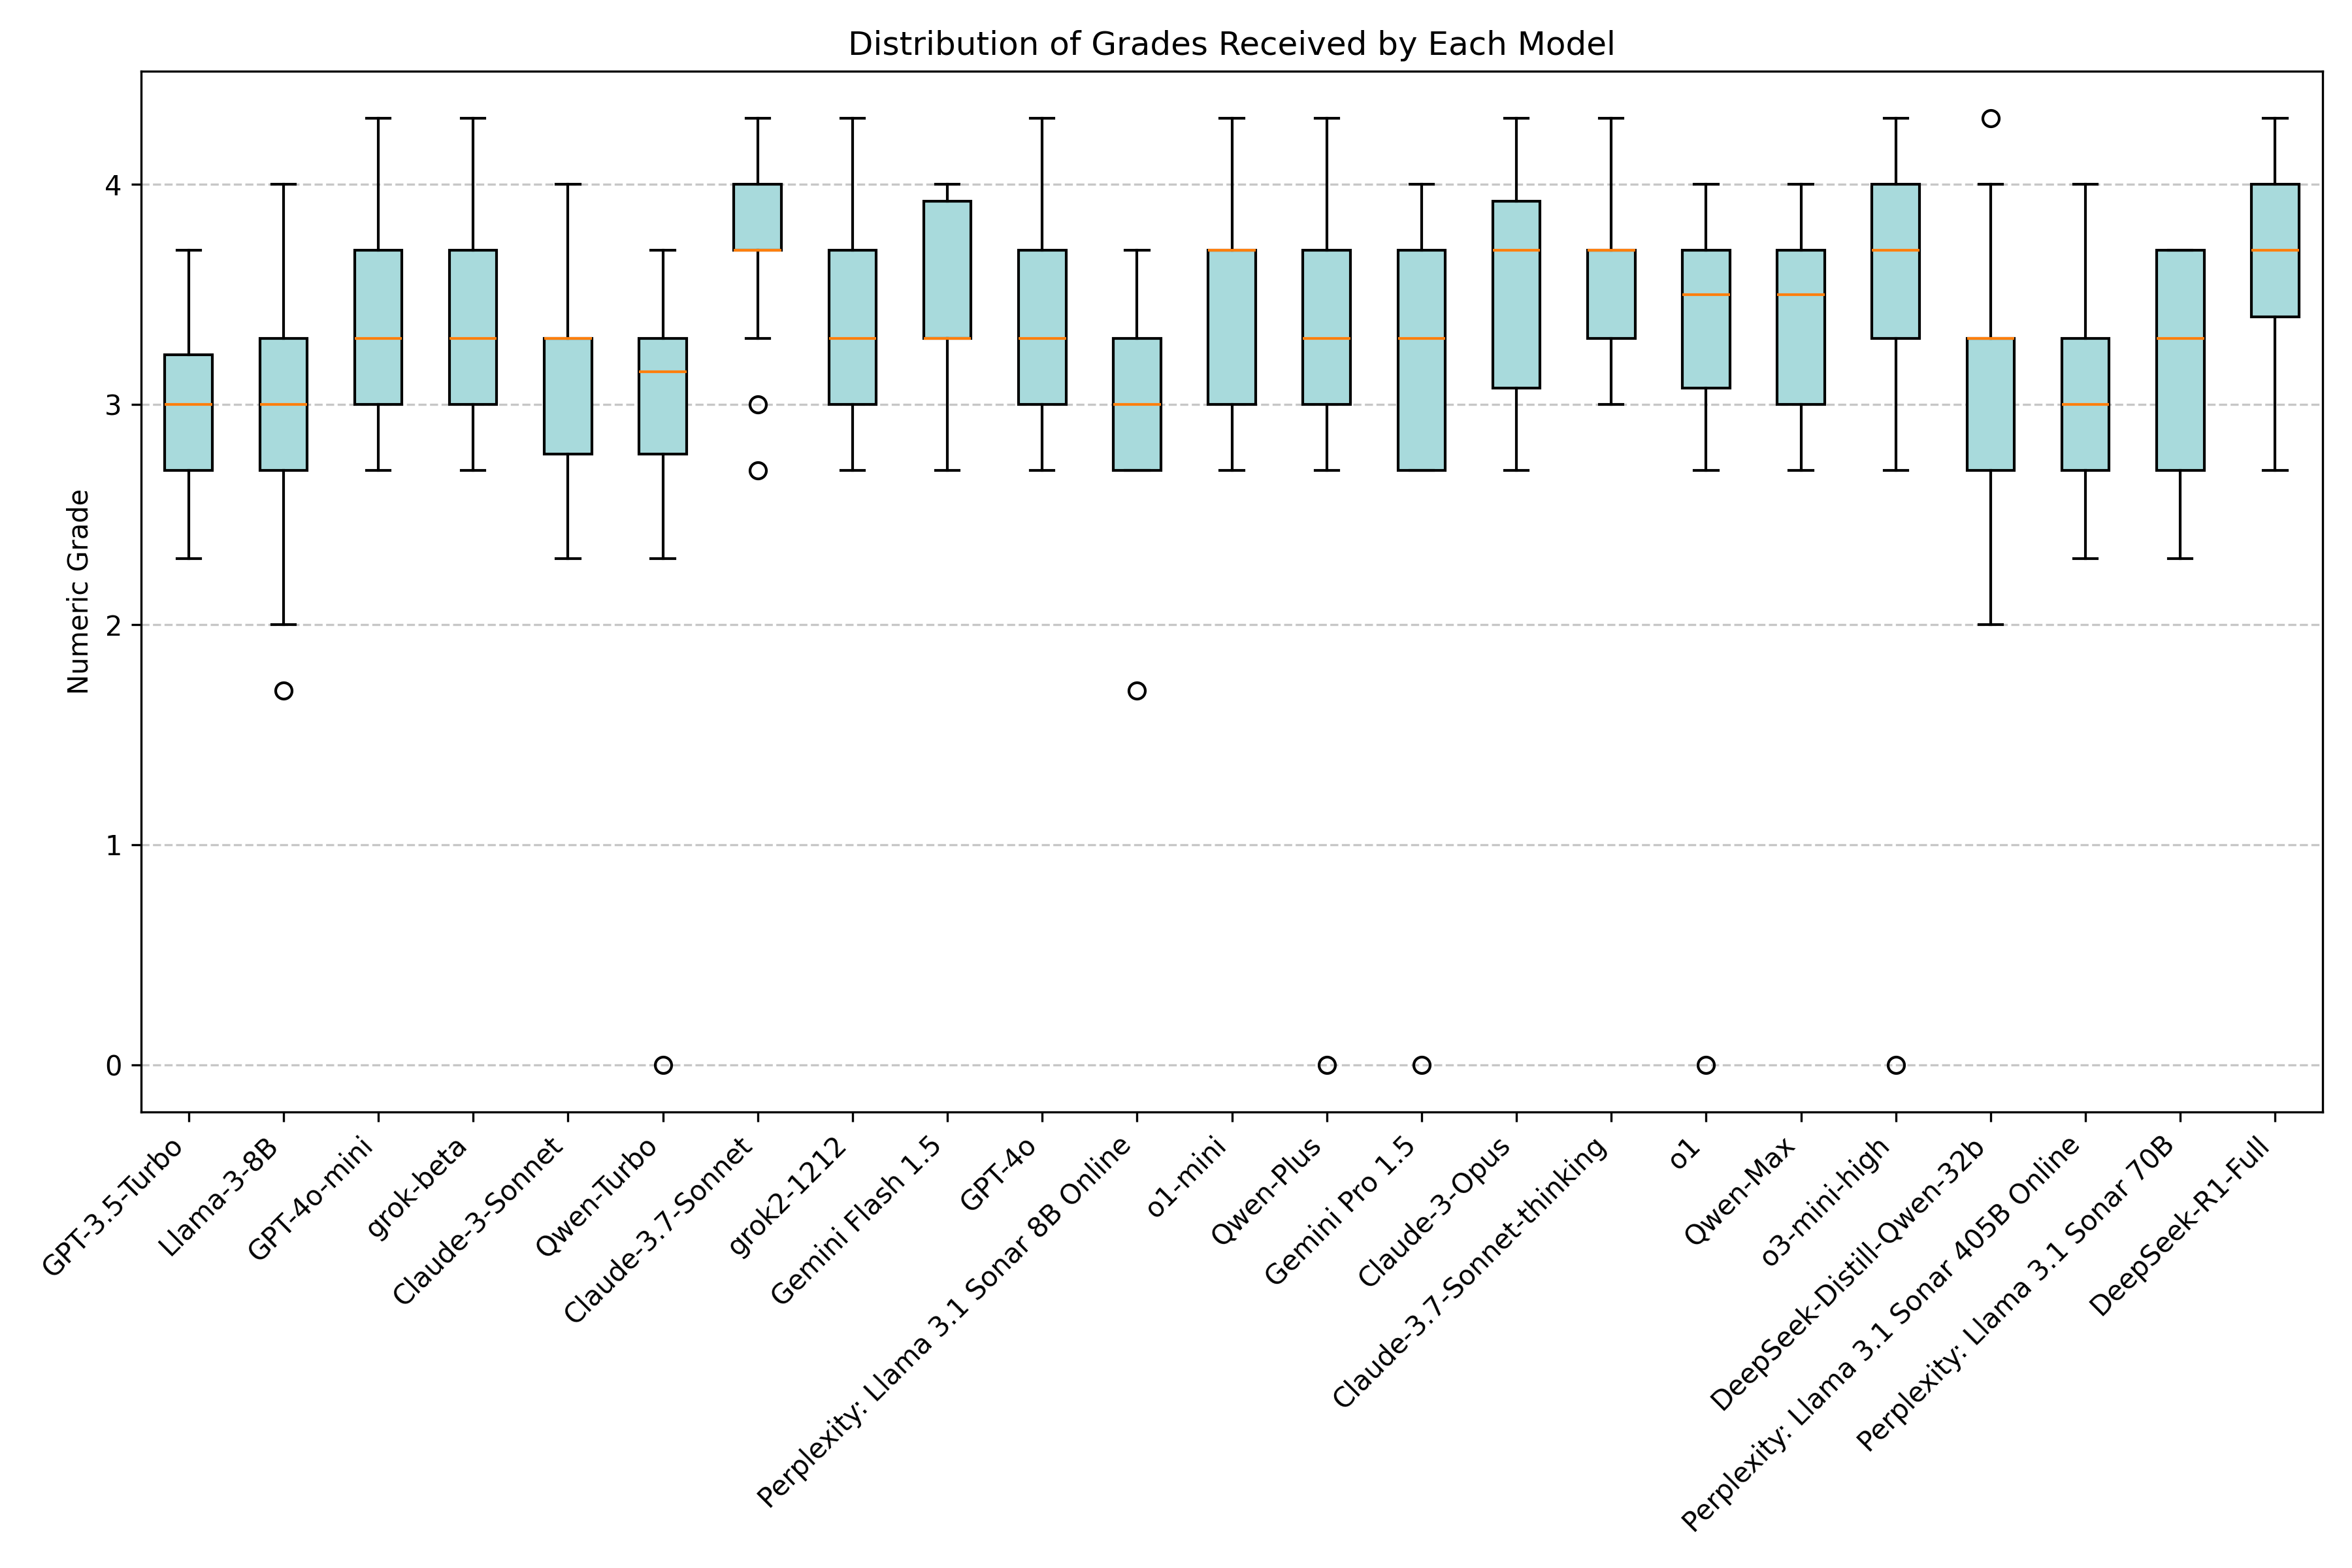 Distribution of Grades Received by Each Model
Numeric Grade
4
3
2
1
0
GPT-3.5-Turbo
Llama-3-8B
GPT-4o-mini
grok-beta
Claude-3-Sonnet
Qwen-Turbo
Claude-3.7-Sonnet
grok2-1212
Gemini Flash 1.5
GPT-4o
Perplexity: Llama 3.1 Sonar 8B Online
o1-mini
Qwen-Plus
Gemini Pro 1.5
Claude-3-Opus
Claude-3.7-Sonnet-thinking
o1
Qwen-Max
o3-mini-high
DeepSeek-Distill-Qwen-32b
Perplexity: Llama 3.1 Sonar 405B Online
Perplexity: Llama 3.1 Sonar 70B
DeepSeek-R1-Full